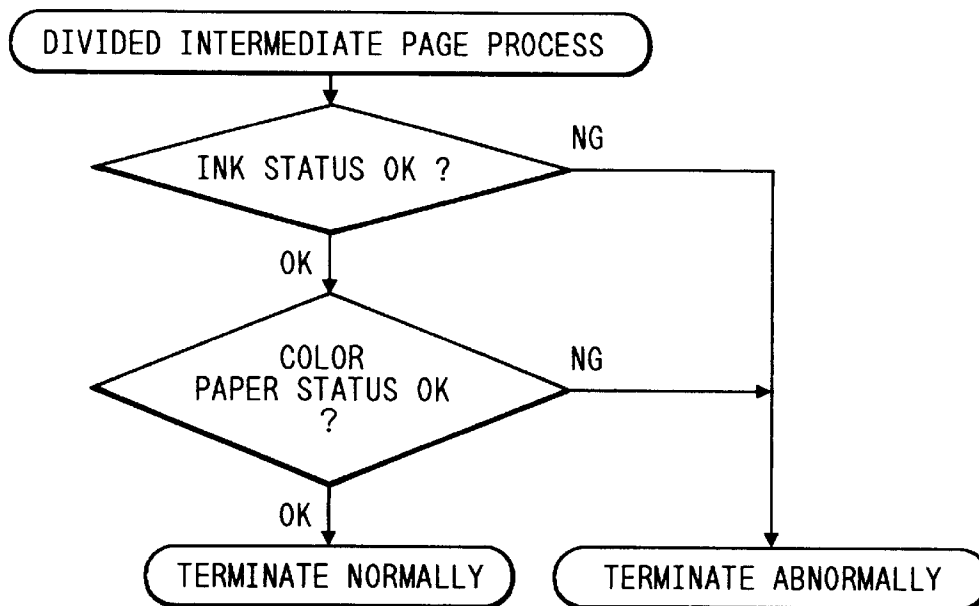 DIVIDED INTERMEDIATE PAGE PROCESS
INK STATUS OK ?
NG
OK
COLOR
PAPER STATUS OK
?
NG
OK
TERMINATE NORMALLY
TERMINATE ABNORMALLY